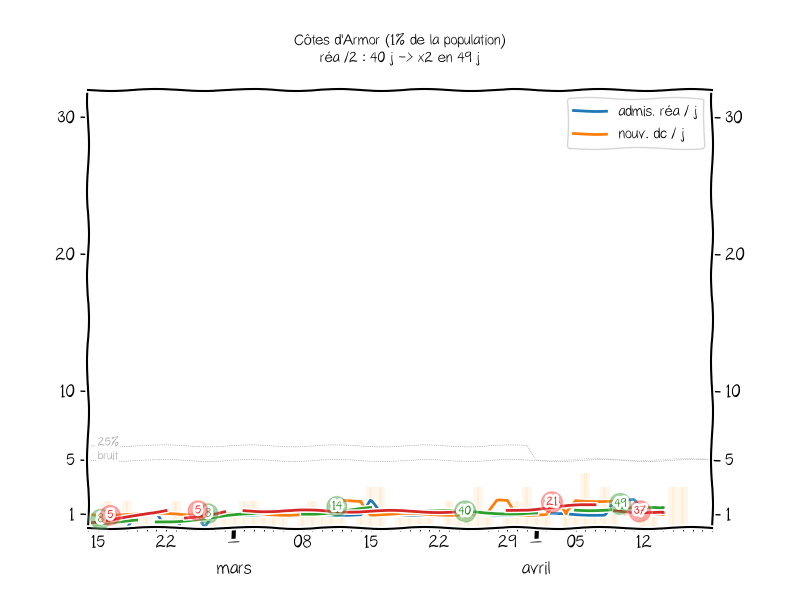 Côtes d'Armor (1% de la population)
réa /2 : 40 j -> x2 en 49 j
admis. réa / j
nouv. dc / j
30
30
20
20
10
10
25%
bruit
5
5
1
1
8
5
5
8
14
40
21
49
37
15 22 08 15 22 29 05 12
mars avril